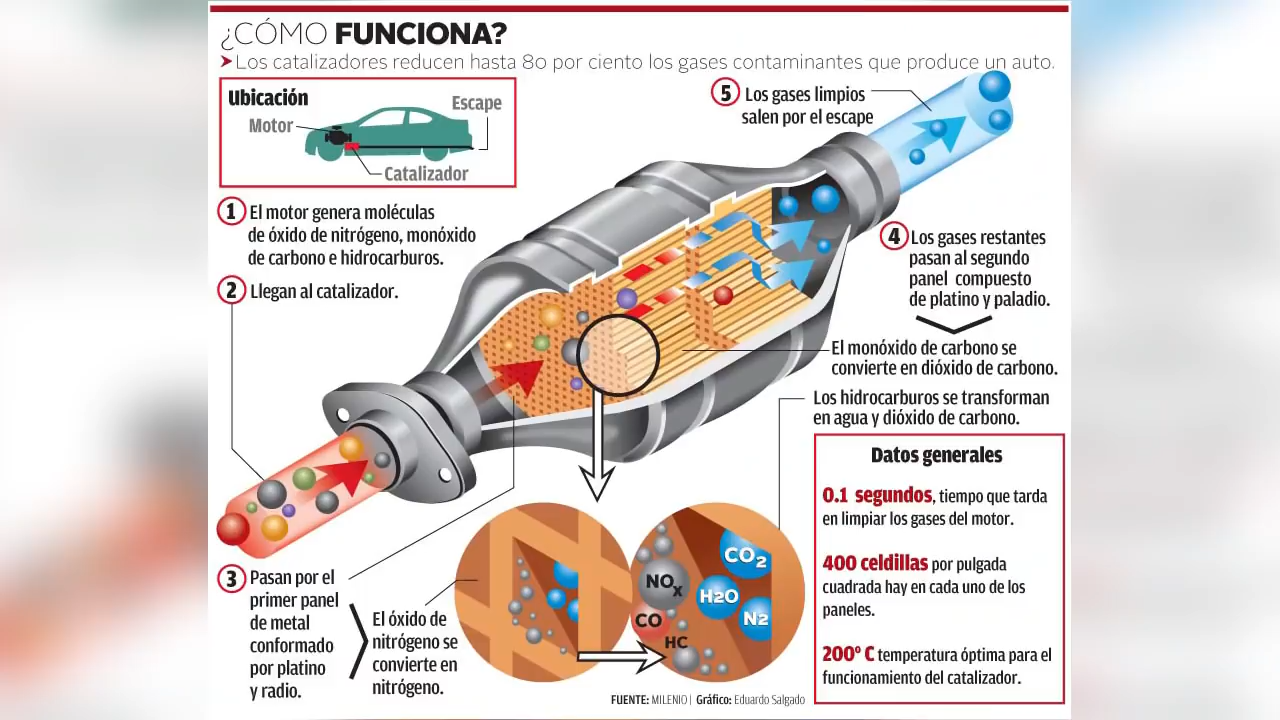 ¿CÓMO FUNCIONA?
Los catalizadores reducen hasta 80 por ciento los gases contaminantes que produce un auto.
Ubicación
Motor
Escape
Catalizador
1 El motor genera moléculas
de óxido de nitrógeno, monóxido
de carbono e hidrocarburos.
2 Llegan al catalizador.
3 Pasan por el
primer panel
de metal
conformado
por platino
y radio.
El óxido de
nitrógeno se
convierte en
nitrógeno.
5 Los gases limpios
salen por el escape
4 Los gases restantes
pasan al segundo
panel compuesto
de platino y paladio.
El monóxido de carbono se
convierte en dióxido de carbono.
Los hidrocarburos se transforman
en agua y dióxido de carbono.
NOx
CO
HC
CO2
H2O
N2
Datos generales
0.1 segundos, tiempo que tarda
en limpiar los gases del motor.
400 celdillas por pulgada
cuadrada hay en cada uno de los
paneles.
200º C temperatura óptima para el
funcionamiento del catalizador.
FUENTE: MILENIO | Gráfico: Eduardo Salgado